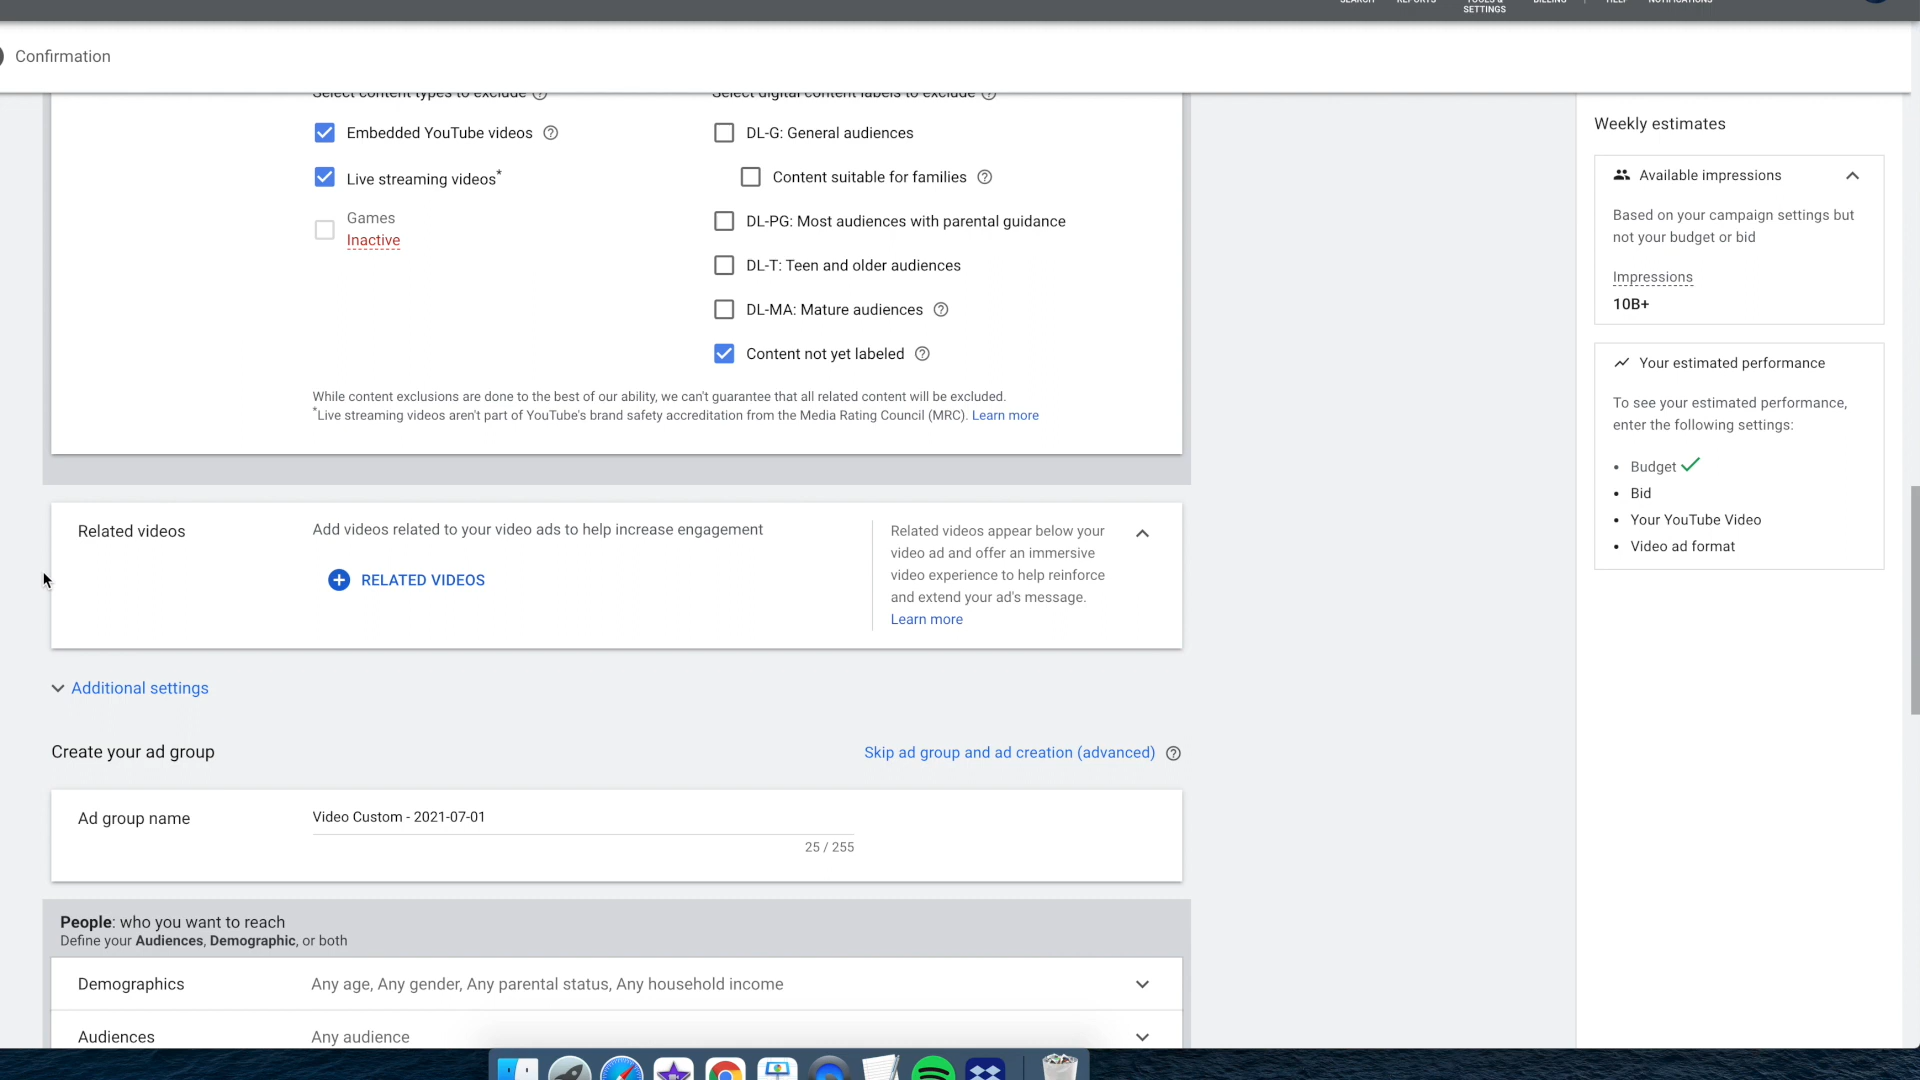 SEARCH REPORTS TOOLS & SETTINGS BILLING HELP NOTIFICATIONS
Confirmation
Select content types to exclude
Select digital content labels to exclude
Embedded YouTube videos
Live streaming videos*
Games
Inactive
DL-G: General audiences
Content suitable for families
DL-PG: Most audiences with parental guidance
DL-T: Teen and older audiences
DL-MA: Mature audiences
Content not yet labeled
While content exclusions are done to the best of our ability, we can't guarantee that all related content will be excluded.
*Live streaming videos aren't part of YouTube's brand safety accreditation from the Media Rating Council (MRC). Learn more
Related videos
Add videos related to your video ads to help increase engagement
RELATED VIDEOS
Related videos appear below your
video ad and offer an immersive
video experience to help reinforce
and extend your ad's message.
Learn more
Additional settings
Create your ad group
Skip ad group and ad creation (advanced)
Ad group name
Video Custom - 2021-07-01
25 / 255
People: who you want to reach
Define your Audiences, Demographic, or both
Demographics
Any age, Any gender, Any parental status, Any household income
Audiences
Any audience
Weekly estimates
Available impressions
Based on your campaign settings but
not your budget or bid
Impressions
10B+
Your estimated performance
To see your estimated performance,
enter the following settings:
• Budget
• Bid
• Your YouTube Video
• Video ad format